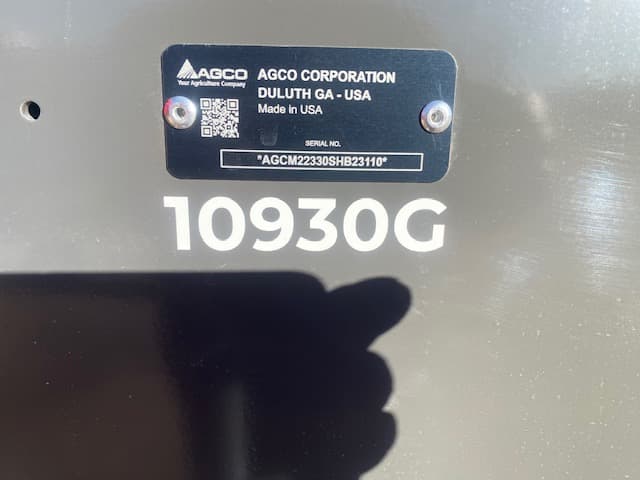 AGCO
Your Agriculture Company
AGCO CORPORATION
DULUTH GA - USA
Made in USA
SERIAL NO.
*AGCM22330SHB23110*
10930G